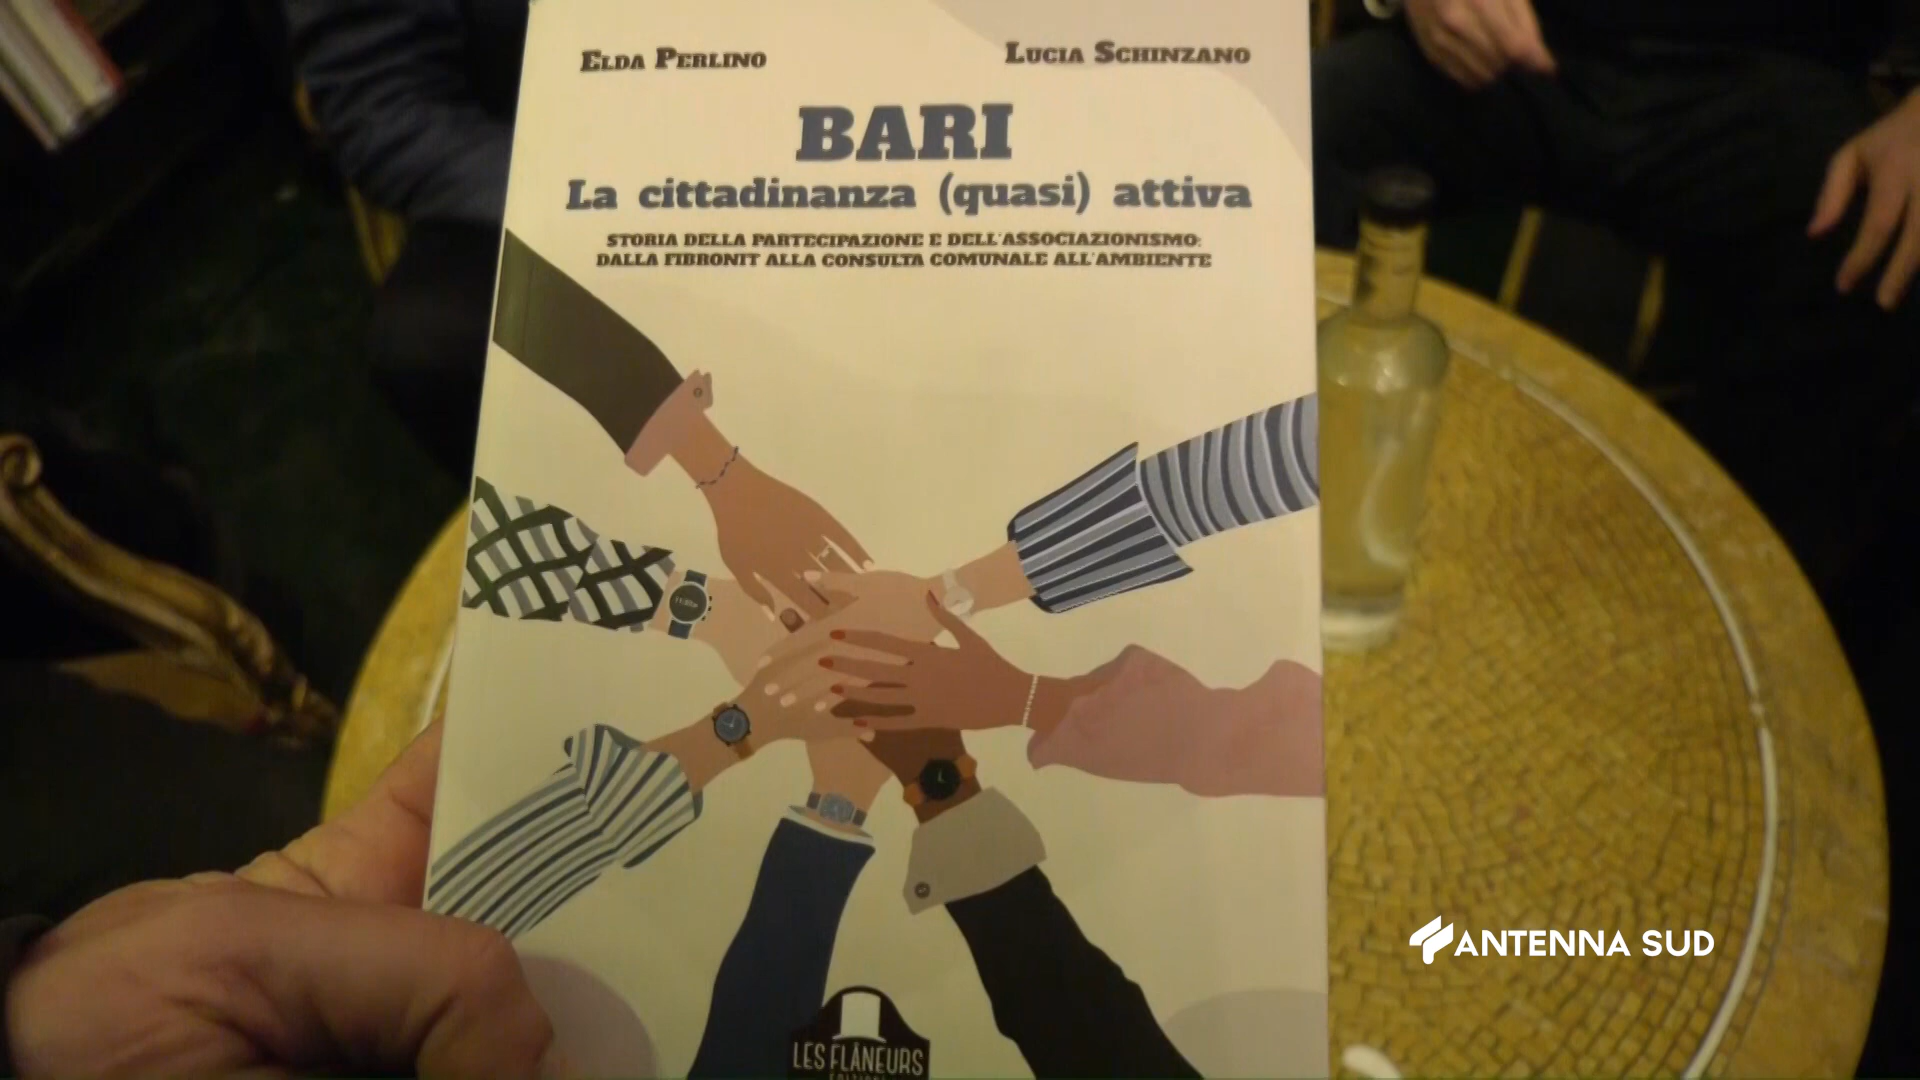 ELDA PERLINO
LUCIA SCHINZANO
BARI
La cittadinanza (quasi) attiva
STORIA DELLA PARTECIPAZIONE E DELL'ASSOCIAZIONISMO:
DALLA FIBRONIT ALLA CONSULTA COMUNALE ALL'AMBIENTE
LES FLÂNEURS
EDIZIONI
ANTENNA SUD